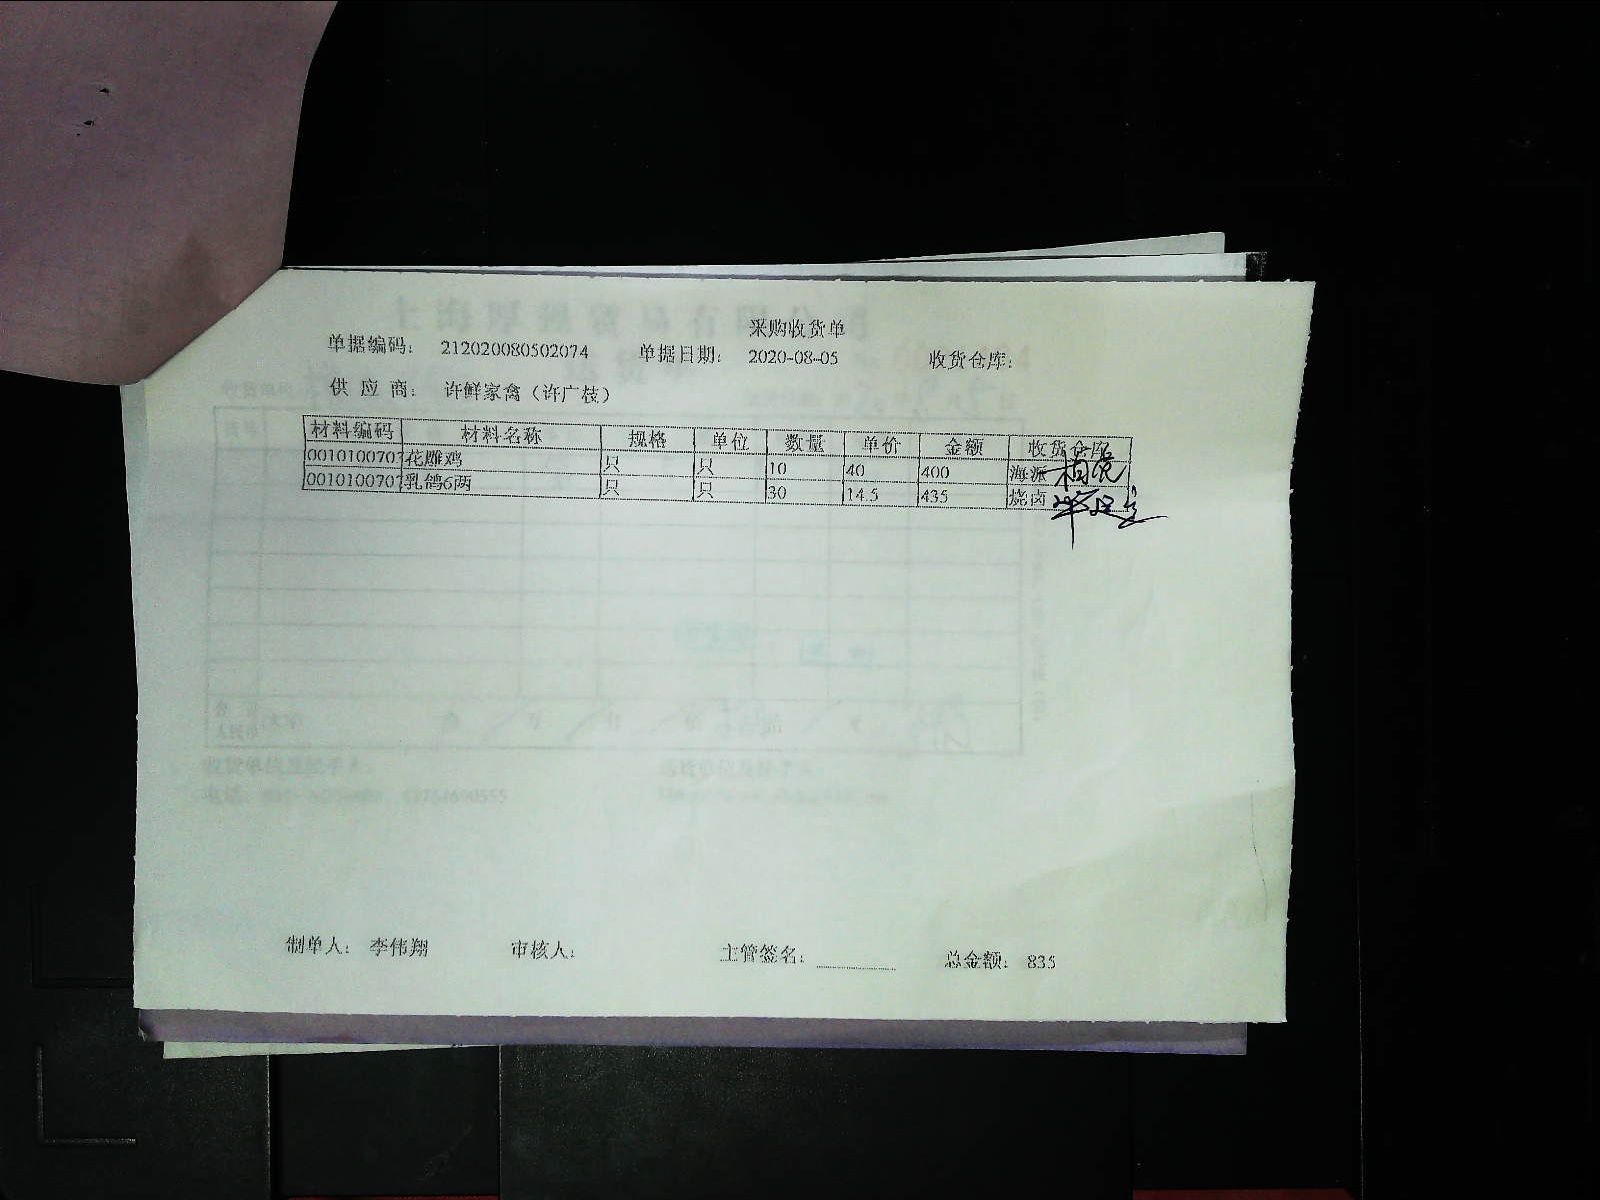 采购收货单
单据编码： 212020080502074 单据日期： 2020-08-05 收货仓库：
供 应 商： 许鲜家禽（许广枝）
材料编码 材料名称 规格 单位 数量 单价 金额 收货仓库
0010100703 花雕鸡 只 只 10 40 400 海派
0010100707 乳鸽6两 只 只 30 14.5 435 烧卤
制单人： 李伟翔 审核人： 主管签名： 总金额： 835